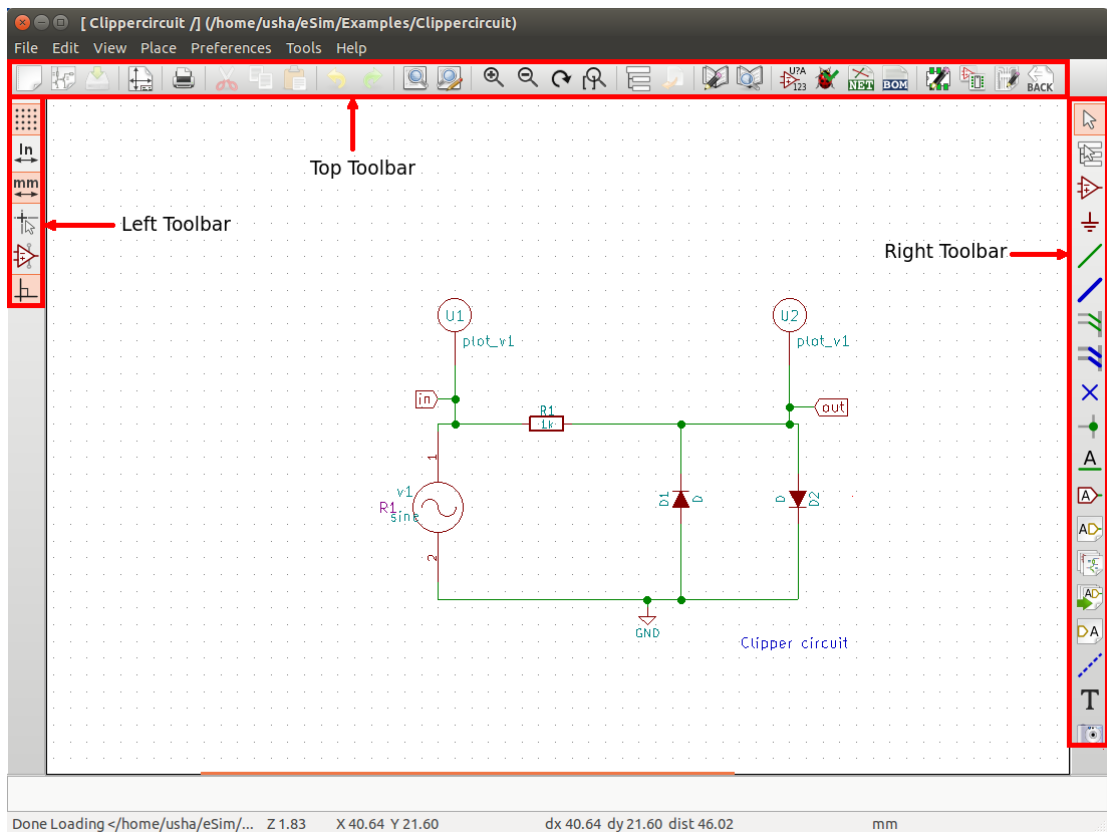 [ Clippercircuit /] (/home/usha/eSim/Examples/Clippercircuit)
File Edit View Place Preferences Tools Help
U?A
123
NET
BOM
BACK
In
mm
Top Toolbar
Left Toolbar
Right Toolbar
U1
plot_v1
U2
plot_v1
in
out
R1
1k
1
v1
R1
sine
2
D1
D
D
D2
GND
Clipper circuit
A
A
AD
AD
DA
T
Done Loading </home/usha/eSim/... Z 1.83 X 40.64 Y 21.60 dx 40.64 dy 21.60 dist 46.02 mm